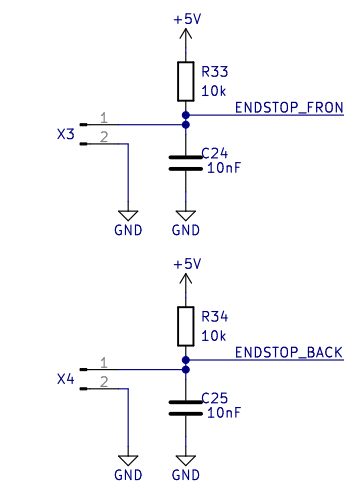 +5V
R33
10k
ENDSTOP_FRON
X3
1
2
C24
10nF
GND
GND
+5V
R34
10k
ENDSTOP_BACK
X4
1
2
C25
10nF
GND
GND